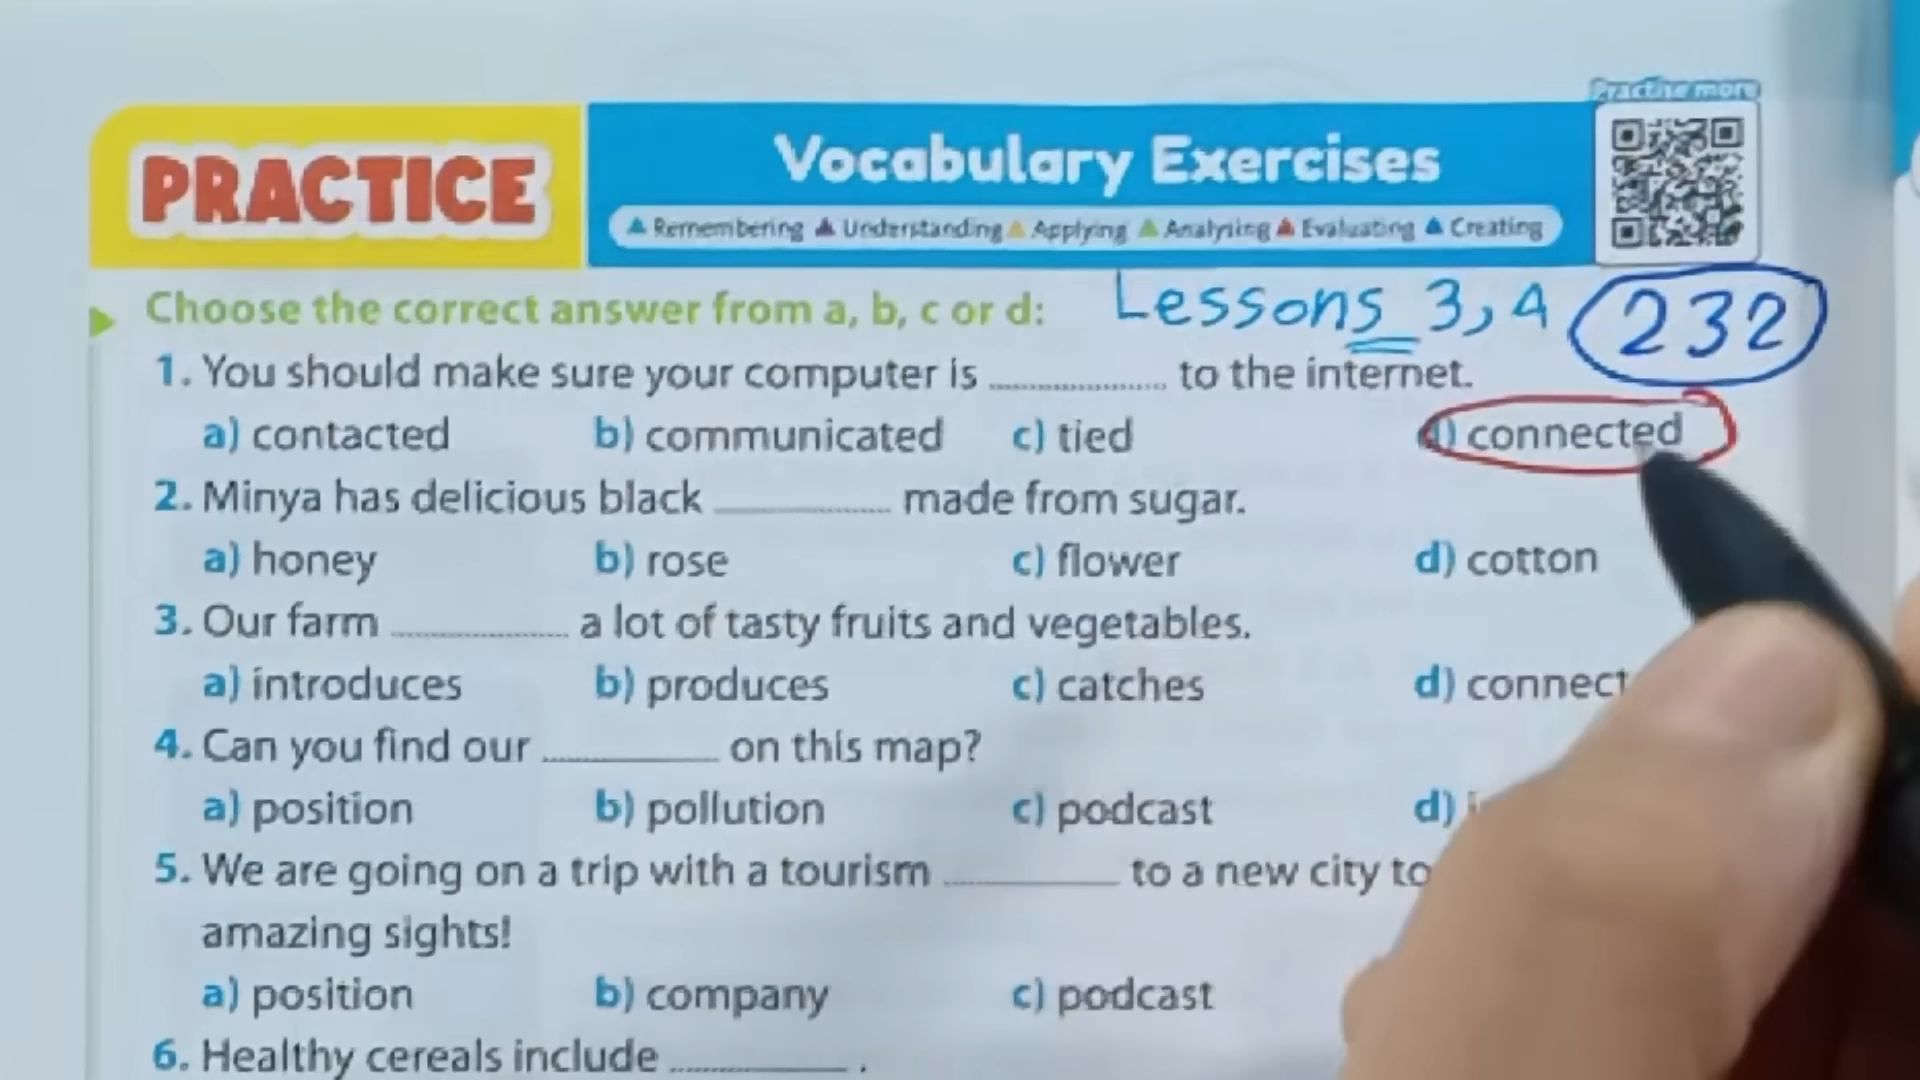 Practise more
PRACTICE
Vocabulary Exercises
Remembering Understanding Applying Analysing Evaluating Creating
Choose the correct answer from a, b, c or d: Lessons 3, 4 232
1. You should make sure your computer is .................. to the internet.
a) contacted b) communicated c) tied d) connected
2. Minya has delicious black .................. made from sugar.
a) honey b) rose c) flower d) cotton
3. Our farm .................. a lot of tasty fruits and vegetables.
a) introduces b) produces c) catches d) connect
4. Can you find our .................. on this map?
a) position b) pollution c) podcast d)
5. We are going on a trip with a tourism .................. to a new city to
amazing sights!
a) position b) company c) podcast
6. Healthy cereals include .................. .